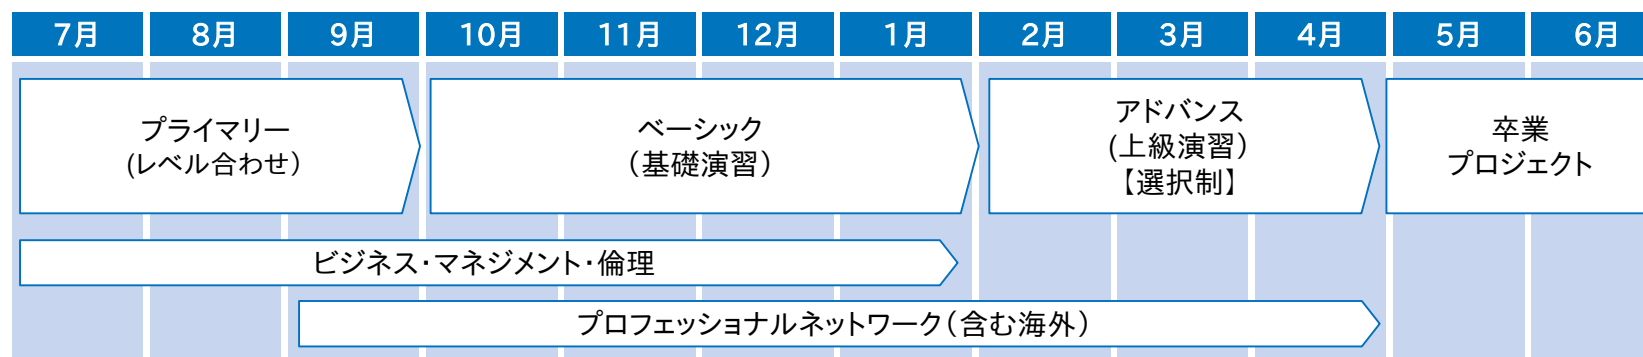 7月 8月 9月 10月 11月 12月 1月 2月 3月 4月 5月 6月
プライマリー
(レベル合わせ）
ベーシック
（基礎演習）
アドバンス
(上級演習）
【選択制】
卒業
プロジェクト
ビジネス・マネジメント・倫理
プロフェッショナルネットワーク（含む海外）